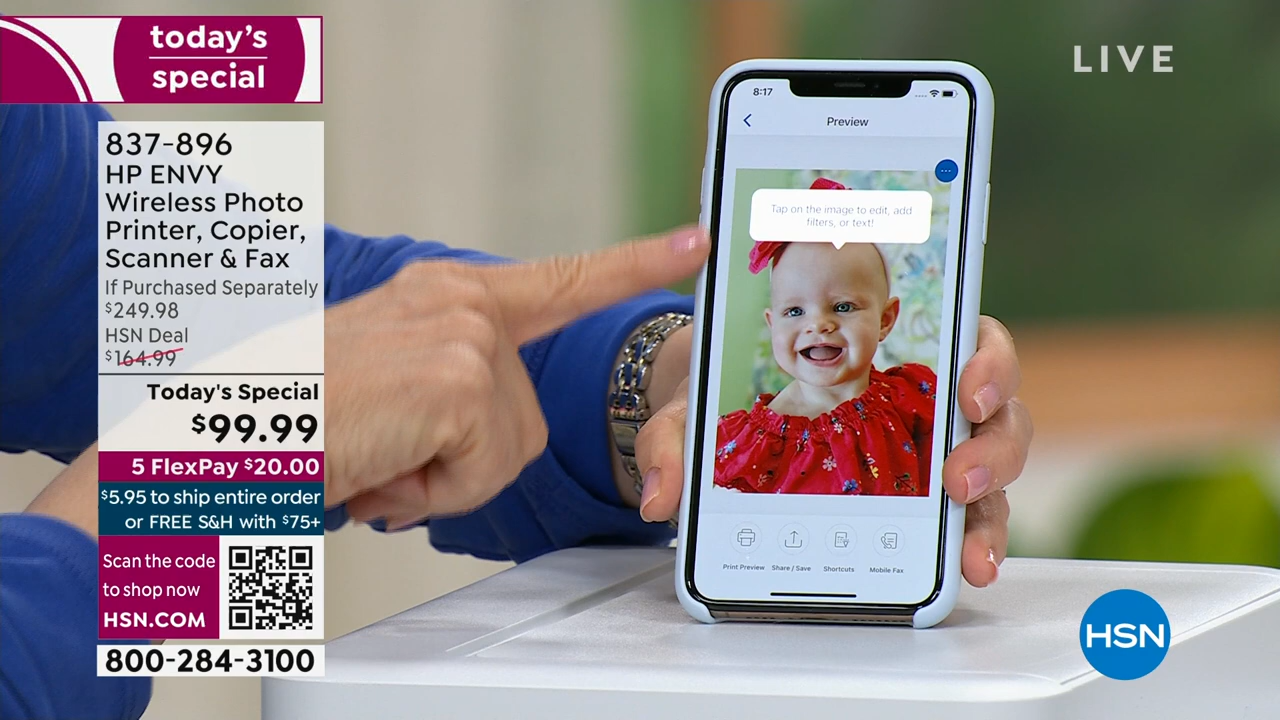 today's
special
LIVE
837-896
HP ENVY
Wireless Photo
Printer, Copier,
Scanner & Fax
If Purchased Separately
$249.98
HSN Deal
$164.99
Today's Special
$99.99
5 FlexPay $20.00
$5.95 to ship entire order
or FREE S&H with $75+
Scan the code
to shop now
HSN.COM
800-284-3100
8:17
Preview
Tap on the image to edit, add
filters, or text!
Print Preview
Share / Save
Shortcuts
Mobile Fax
HSN